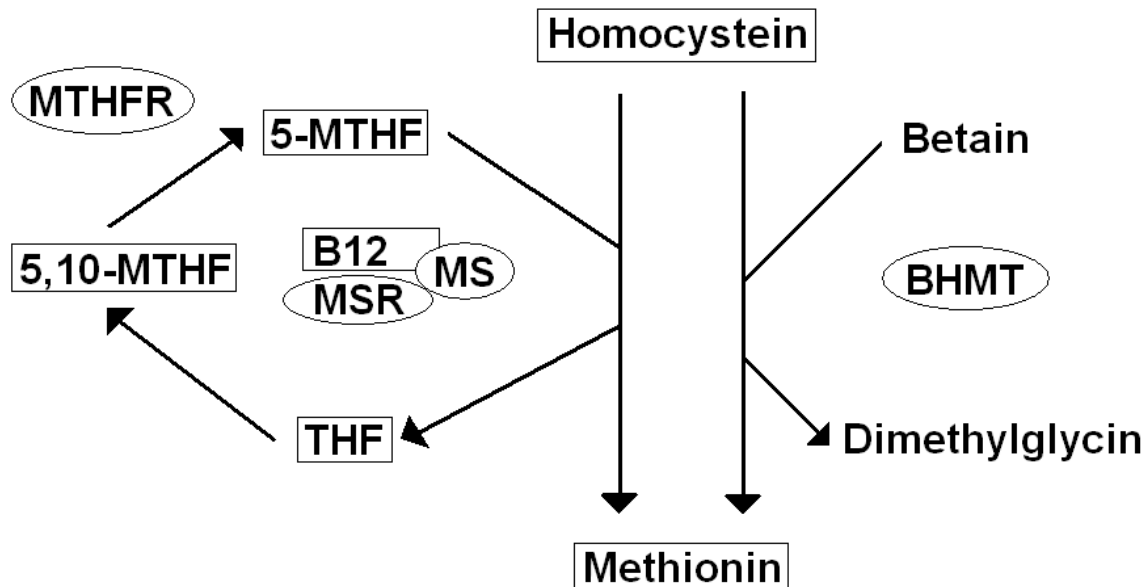 Homocystein
MTHFR
5-MTHF
Betain
B12
MS
5,10-MTHF
BHMT
MSR
THF
Dimethylglycin
Methionin